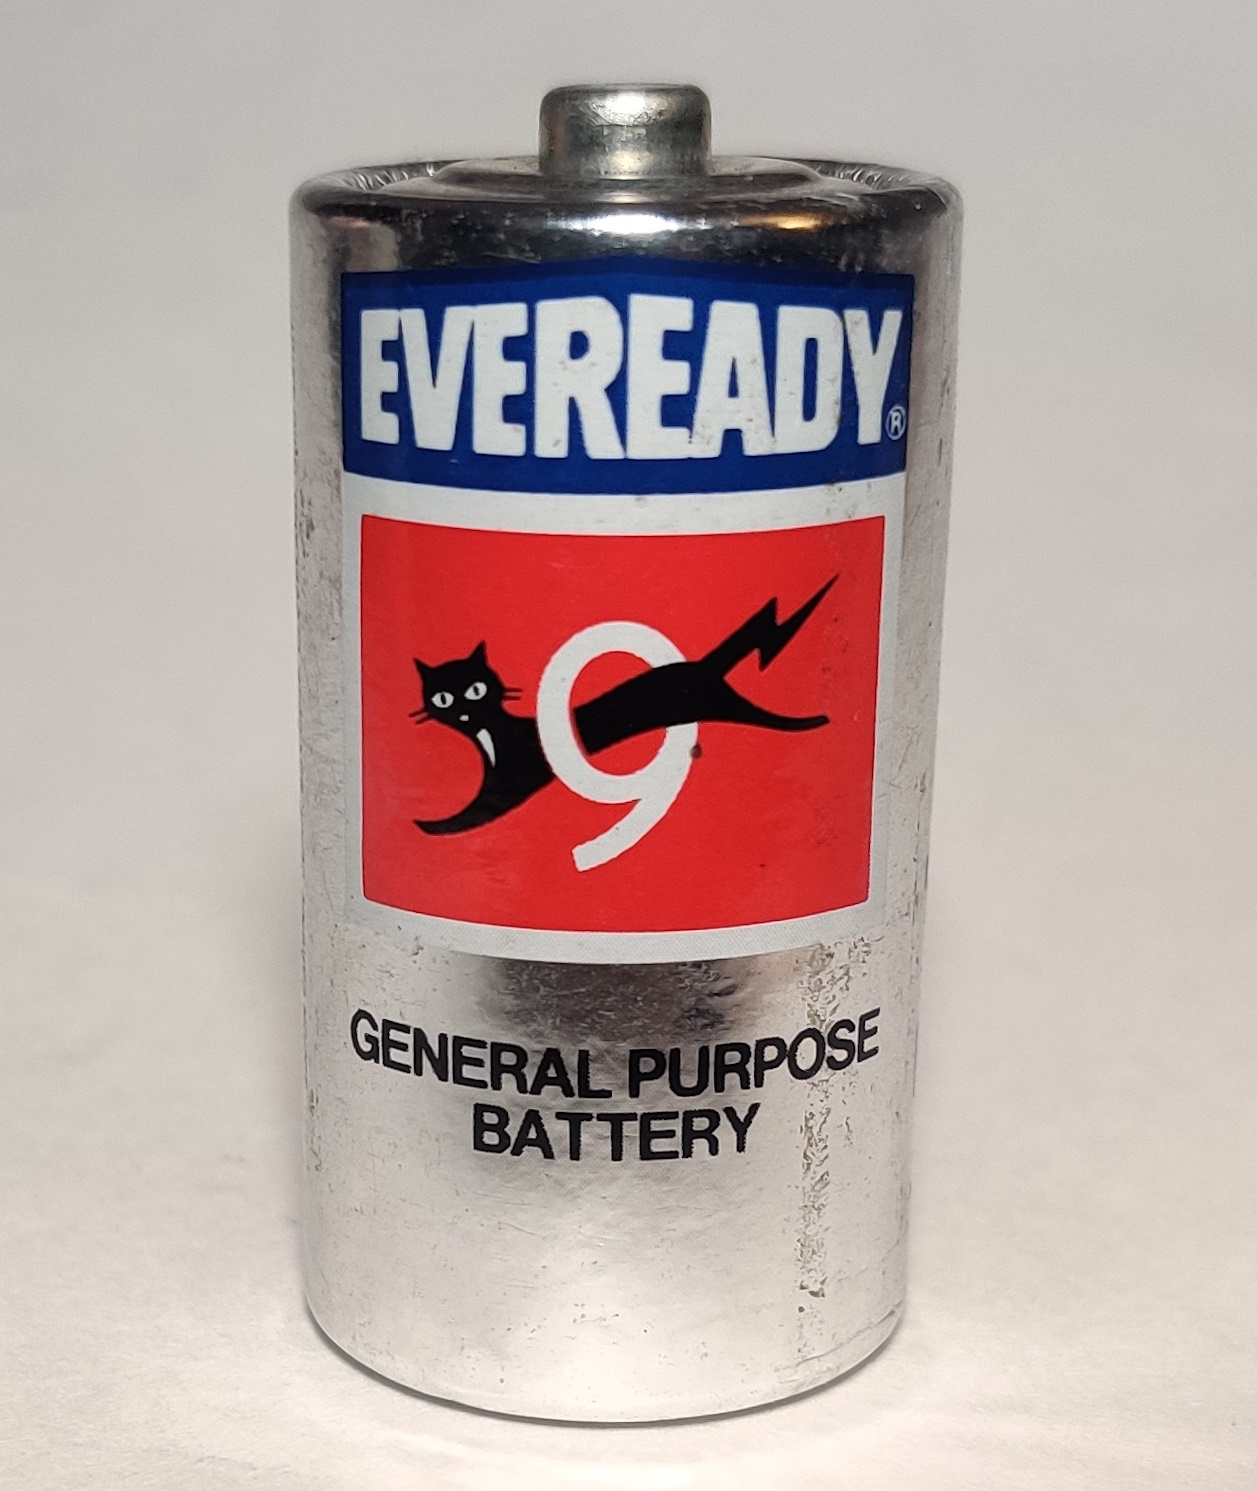 EVEREADY®
9
GENERAL PURPOSE
BATTERY